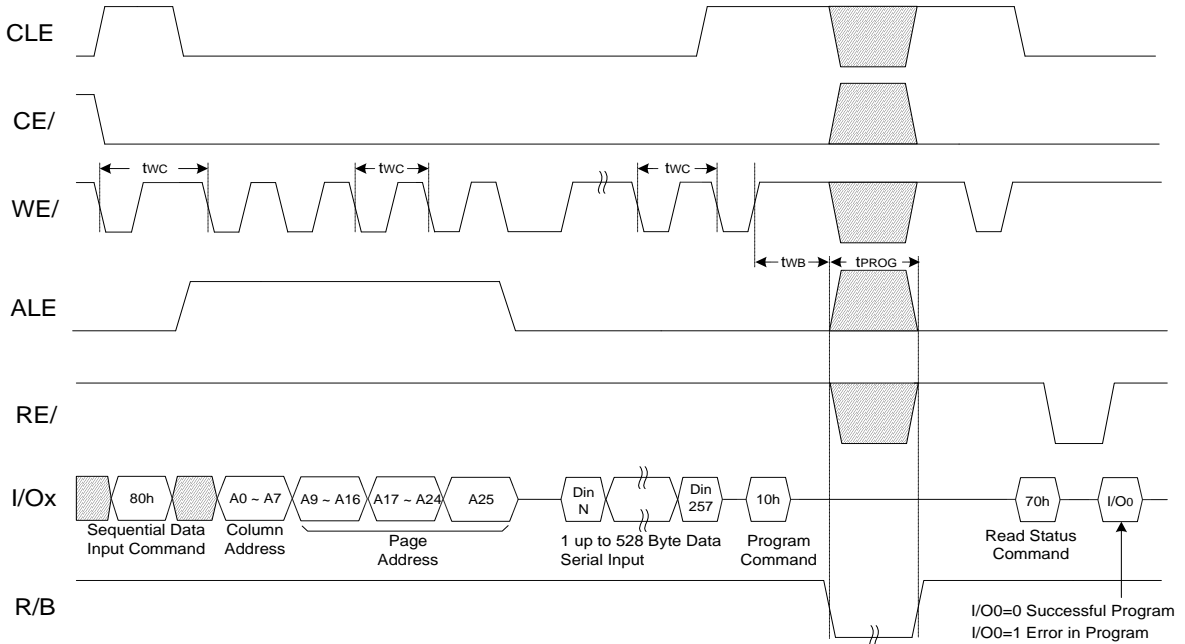 CLE
CE/
tWC
tWC
tWC
WE/
tWB
tPROG
ALE
RE/
I/Ox
80h
A0 ~ A7
A9 ~ A16
A17 ~ A24
A25
Din
N
Din
257
10h
70h
I/O0
Sequential Data
Input Command
Column
Address
Page
Address
1 up to 528 Byte Data
Serial Input
Program
Command
Read Status
Command
R/B
I/O0=0 Successful Program
I/O0=1 Error in Program